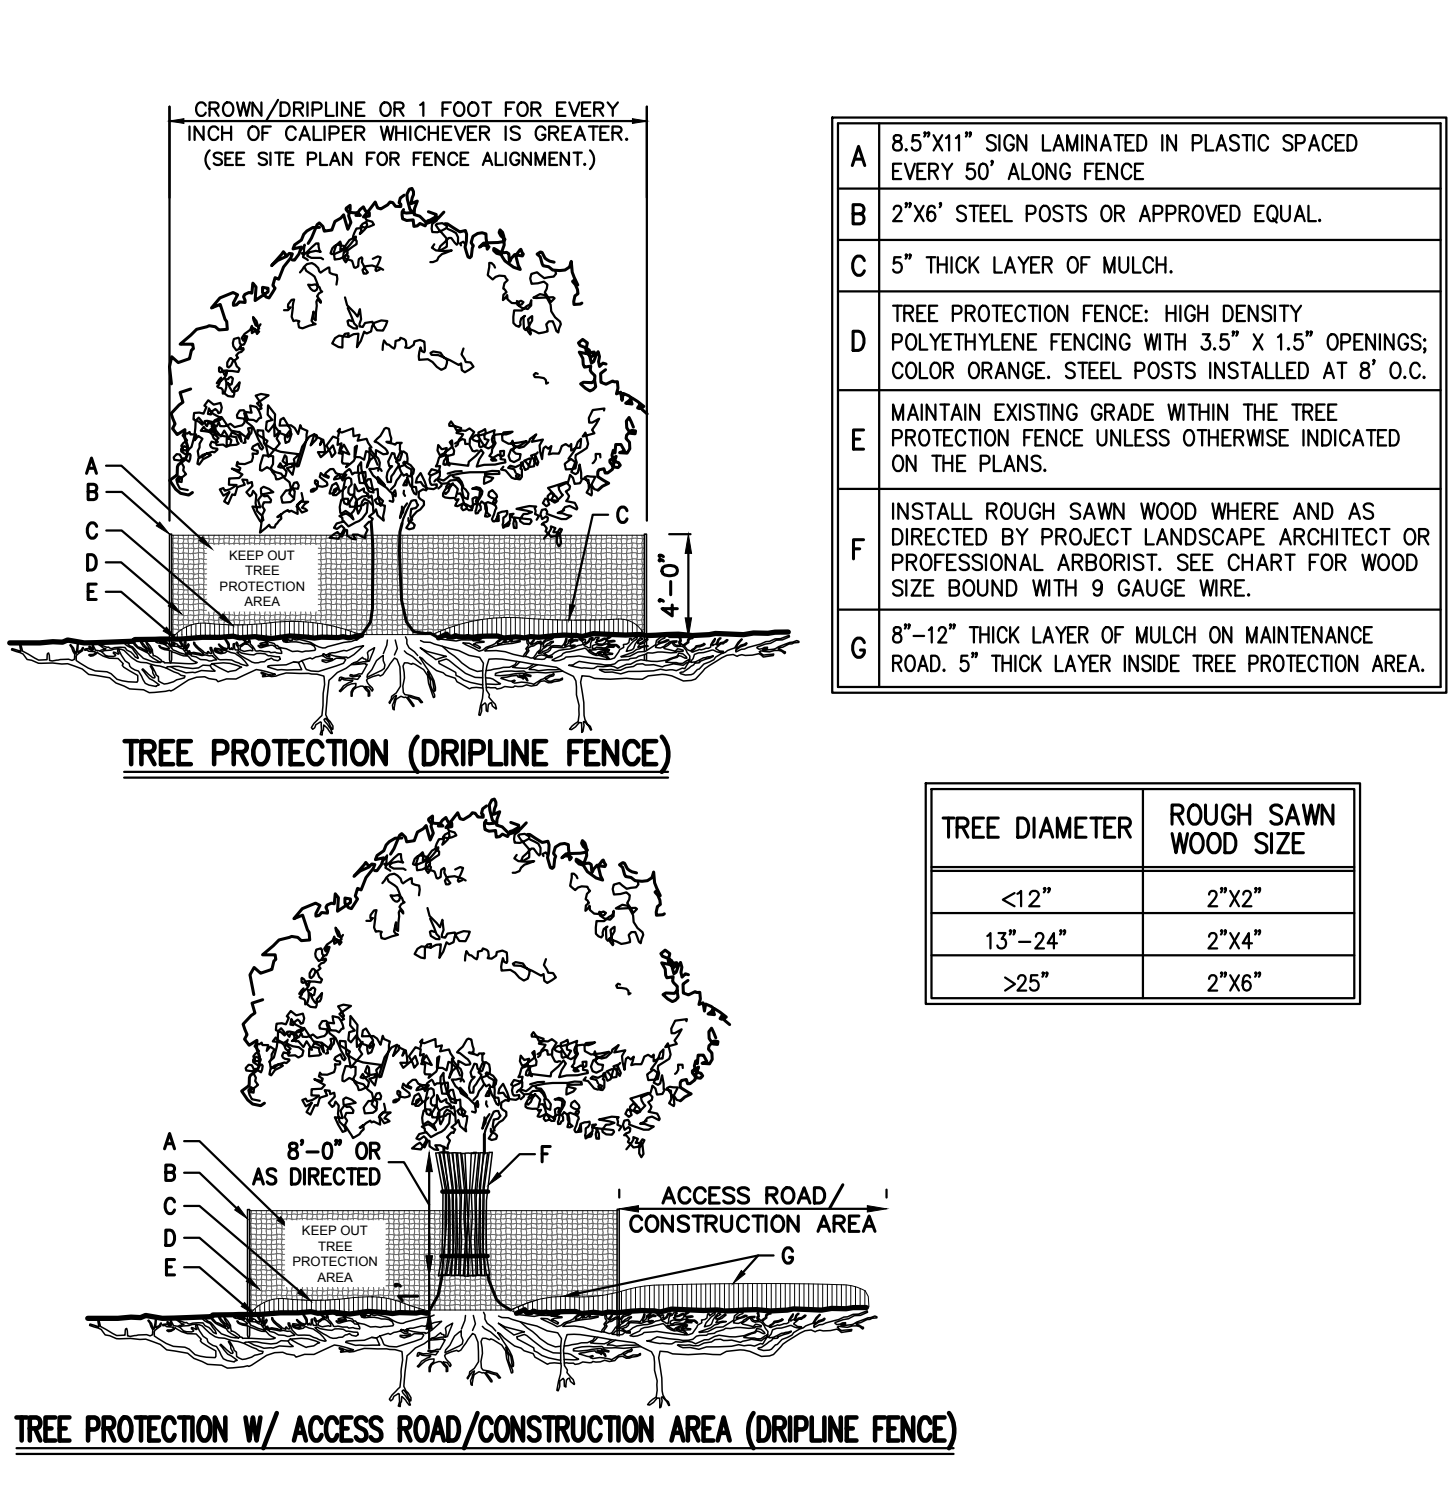 CROWN/DRIPLINE OR 1 FOOT FOR EVERY
INCH OF CALIPER WHICHEVER IS GREATER.
(SEE SITE PLAN FOR FENCE ALIGNMENT.)
A
B
C
D
E
C
KEEP OUT
TREE
PROTECTION
AREA
4'-0"
TREE PROTECTION (DRIPLINE FENCE)
A
8.5"X11" SIGN LAMINATED IN PLASTIC SPACED
EVERY 50' ALONG FENCE
B
2"X6' STEEL POSTS OR APPROVED EQUAL.
C
5" THICK LAYER OF MULCH.
D
TREE PROTECTION FENCE: HIGH DENSITY
POLYETHYLENE FENCING WITH 3.5" X 1.5" OPENINGS;
COLOR ORANGE. STEEL POSTS INSTALLED AT 8' O.C.
E
MAINTAIN EXISTING GRADE WITHIN THE TREE
PROTECTION FENCE UNLESS OTHERWISE INDICATED
ON THE PLANS.
F
INSTALL ROUGH SAWN WOOD WHERE AND AS
DIRECTED BY PROJECT LANDSCAPE ARCHITECT OR
PROFESSIONAL ARBORIST. SEE CHART FOR WOOD
SIZE BOUND WITH 9 GAUGE WIRE.
G
8"-12" THICK LAYER OF MULCH ON MAINTENANCE
ROAD. 5" THICK LAYER INSIDE TREE PROTECTION AREA.
TREE DIAMETER
ROUGH SAWN
WOOD SIZE
<12" 2"X2"
13"-24" 2"X4"
>25" 2"X6"
A
B
C
D
E
8'-0" OR
AS DIRECTED
F
ACCESS ROAD/
CONSTRUCTION AREA
G
KEEP OUT
TREE
PROTECTION
AREA
1'
TREE PROTECTION W/ ACCESS ROAD/CONSTRUCTION AREA (DRIPLINE FENCE)